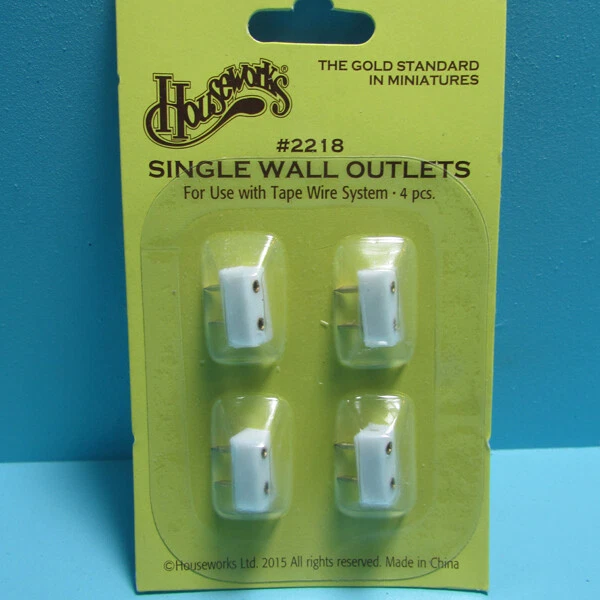 Houseworks®
THE GOLD STANDARD
IN MINIATURES
#2218
SINGLE WALL OUTLETS
For Use with Tape Wire System · 4 pcs.
©Houseworks Ltd. 2015 All rights reserved. Made in China